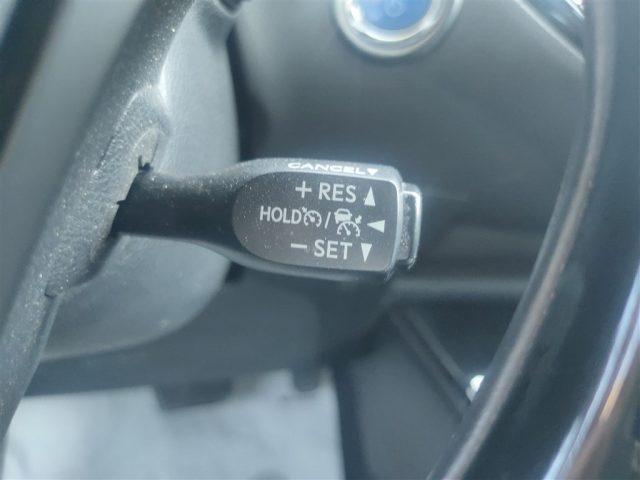 CANCEL
+ RES
HOLD /
− SET